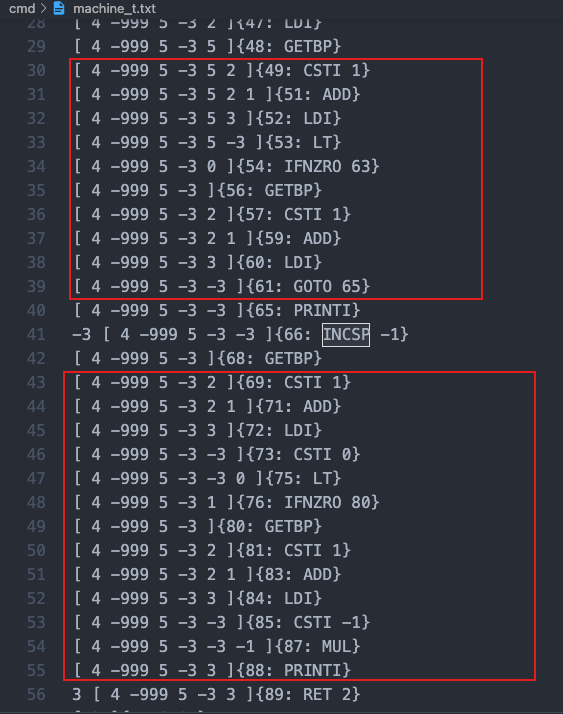 cmd > machine_t.txt
28 [ 4 -999 5 -3 2 ]{47: LDI}
29 [ 4 -999 5 -3 5 ]{48: GETBP}
30 [ 4 -999 5 -3 5 2 ]{49: CSTI 1}
31 [ 4 -999 5 -3 5 2 1 ]{51: ADD}
32 [ 4 -999 5 -3 5 3 ]{52: LDI}
33 [ 4 -999 5 -3 5 -3 ]{53: LT}
34 [ 4 -999 5 -3 0 ]{54: IFNZRO 63}
35 [ 4 -999 5 -3 ]{56: GETBP}
36 [ 4 -999 5 -3 2 ]{57: CSTI 1}
37 [ 4 -999 5 -3 2 1 ]{59: ADD}
38 [ 4 -999 5 -3 3 ]{60: LDI}
39 [ 4 -999 5 -3 -3 ]{61: GOTO 65}
40 [ 4 -999 5 -3 -3 ]{65: PRINTI}
41 -3 [ 4 -999 5 -3 -3 ]{66: INCSP -1}
42 [ 4 -999 5 -3 ]{68: GETBP}
43 [ 4 -999 5 -3 2 ]{69: CSTI 1}
44 [ 4 -999 5 -3 2 1 ]{71: ADD}
45 [ 4 -999 5 -3 3 ]{72: LDI}
46 [ 4 -999 5 -3 -3 ]{73: CSTI 0}
47 [ 4 -999 5 -3 -3 0 ]{75: LT}
48 [ 4 -999 5 -3 1 ]{76: IFNZRO 80}
49 [ 4 -999 5 -3 ]{80: GETBP}
50 [ 4 -999 5 -3 2 ]{81: CSTI 1}
51 [ 4 -999 5 -3 2 1 ]{83: ADD}
52 [ 4 -999 5 -3 3 ]{84: LDI}
53 [ 4 -999 5 -3 -3 ]{85: CSTI -1}
54 [ 4 -999 5 -3 -3 -1 ]{87: MUL}
55 [ 4 -999 5 -3 3 ]{88: PRINTI}
56 3 [ 4 -999 5 -3 3 ]{89: RET 2}